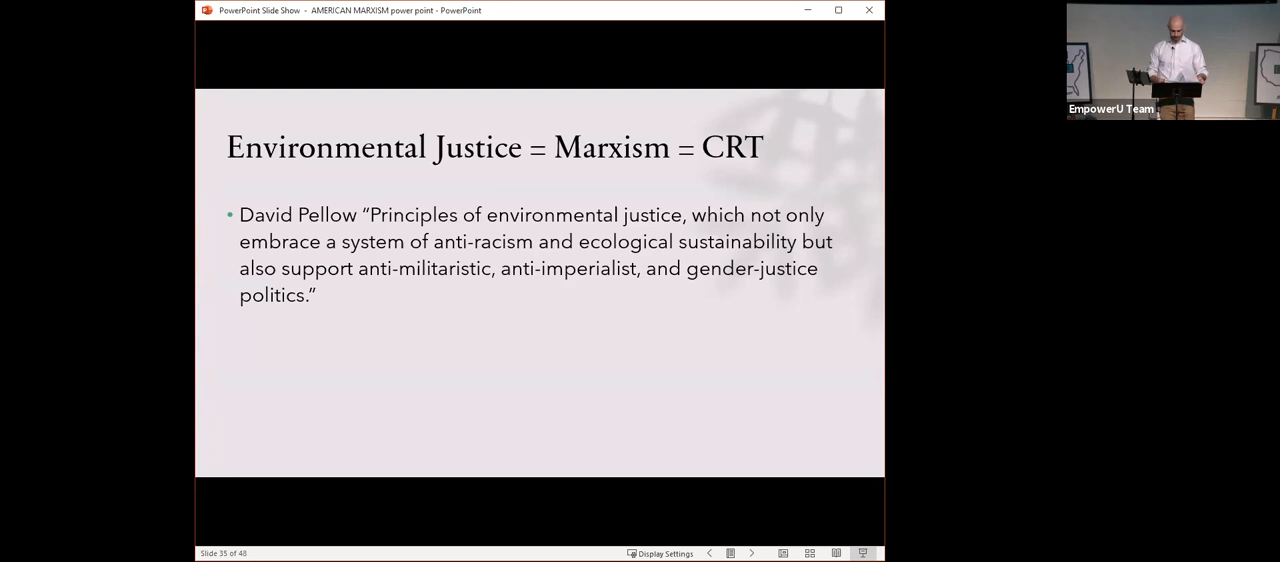 PowerPoint Slide Show - AMERICAN MARXISM power point - PowerPoint
EmpowerU Team
Environmental Justice = Marxism = CRT
• David Pellow “Principles of environmental justice, which not only
embrace a system of anti-racism and ecological sustainability but
also support anti-militaristic, anti-imperialist, and gender-justice
politics.”
Slide 35 of 48
Display Settings